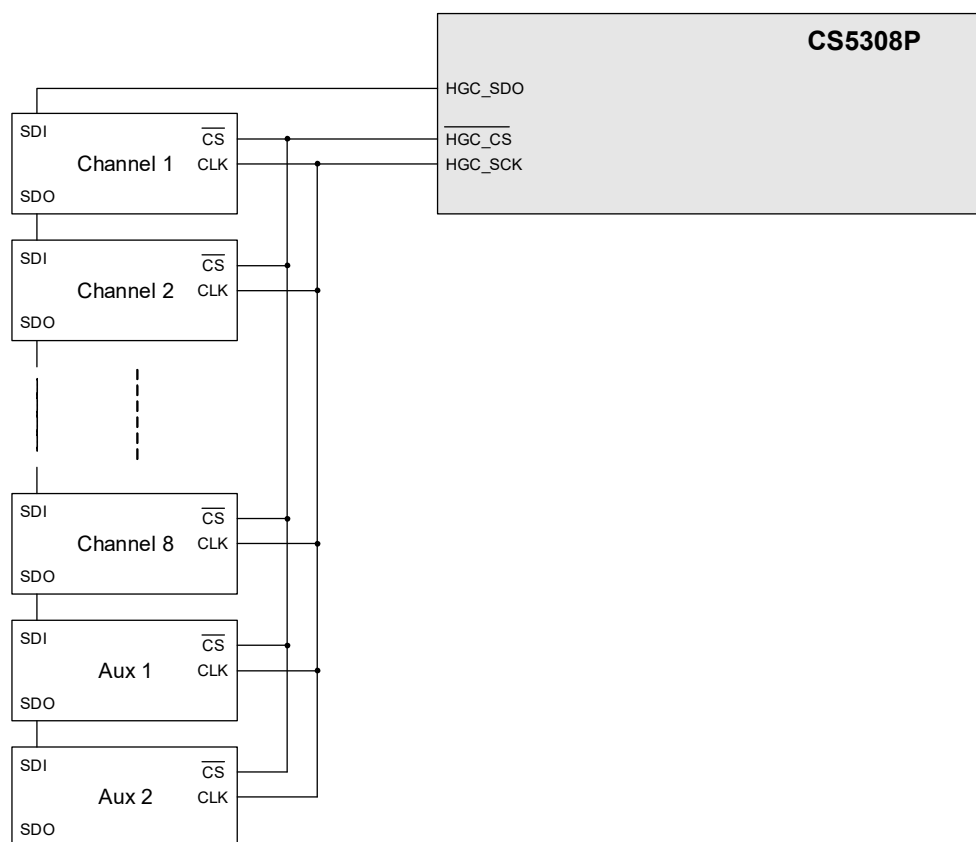 CS5308P
HGC_SDO
HGC_CS
HGC_SCK
SDI
CS
Channel 1
CLK
SDO
SDI
CS
Channel 2
CLK
SDO
SDI
CS
Channel 8
CLK
SDO
SDI
CS
Aux 1
CLK
SDO
SDI
CS
Aux 2
CLK
SDO